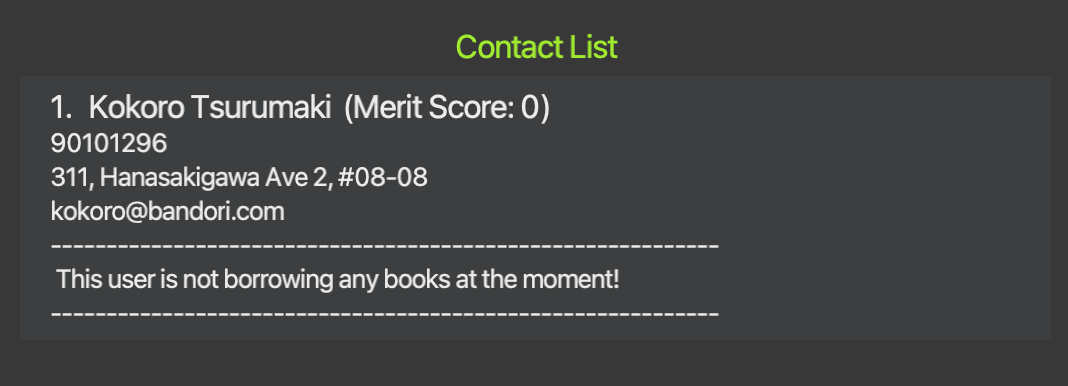 Contact List
1. Kokoro Tsurumaki (Merit Score: 0)
90101296
311, Hanasakigawa Ave 2, #08-08
kokoro@bandori.com
------------------------------------------------------------
This user is not borrowing any books at the moment!
------------------------------------------------------------